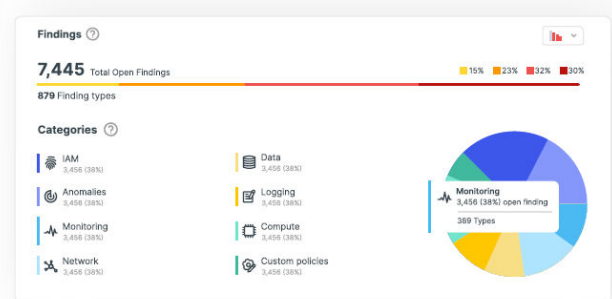 Findings ?
7,445 Total Open Findings
15% 23% 32% 30%
879 Finding types
Categories ?
IAM
3,456 (38%)
Data
3,456 (38%)
Anomalies
3,456 (38%)
Logging
3,456 (38%)
Monitoring
3,456 (38%)
Compute
3,456 (38%)
Network
3,456 (38%)
Custom policies
3,456 (38%)
Monitoring
3,456 (38%) open finding
389 Types